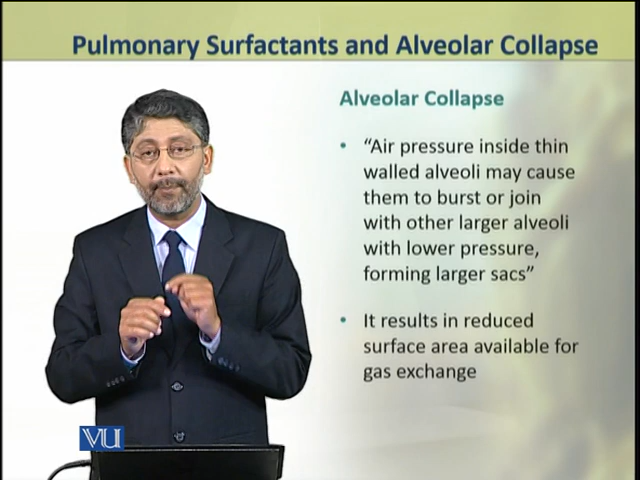 Pulmonary Surfactants and Alveolar Collapse
Alveolar Collapse
• “Air pressure inside thin
walled alveoli may cause
them to burst or join
with other larger alveoli
with lower pressure,
forming larger sacs”
• It results in reduced
surface area available for
gas exchange
VU